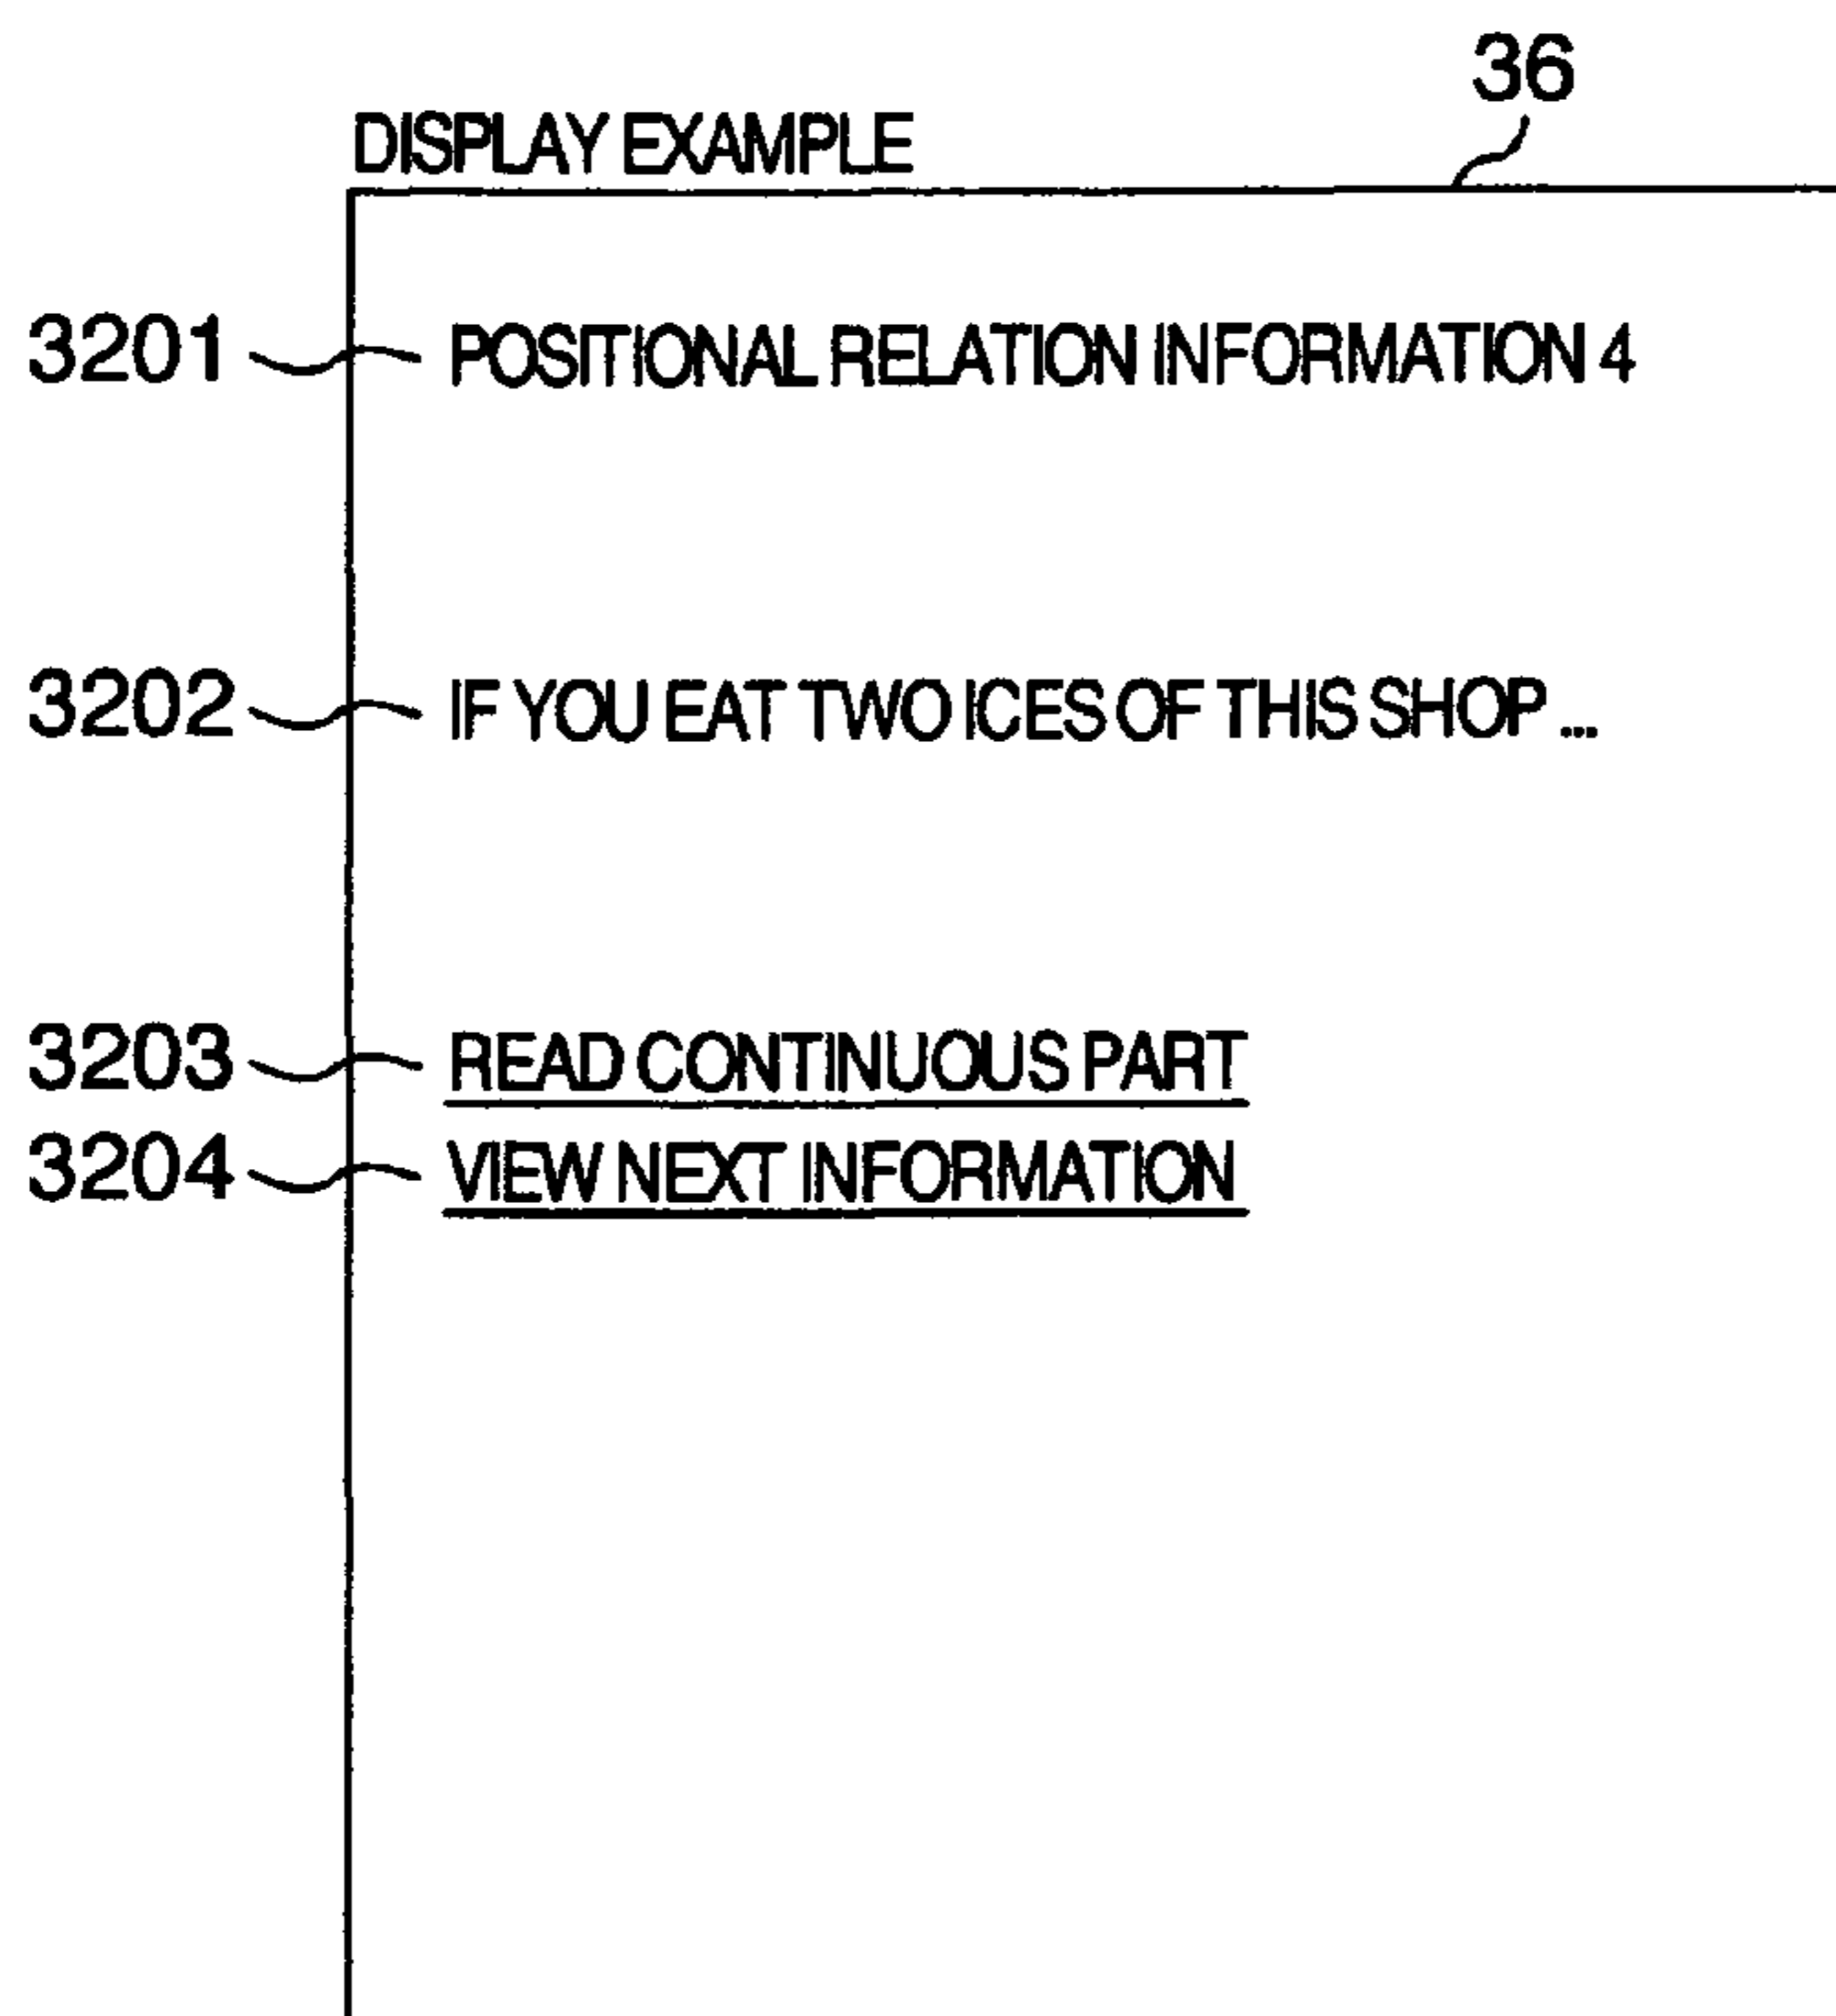 36
DISPLAY EXAMPLE
3201 POSITIONAL RELATION INFORMATION 4
3202 IF YOU EAT TWO ICES OF THIS SHOP ...
3203 READ CONTINUOUS PART
3204 VIEW NEXT INFORMATION